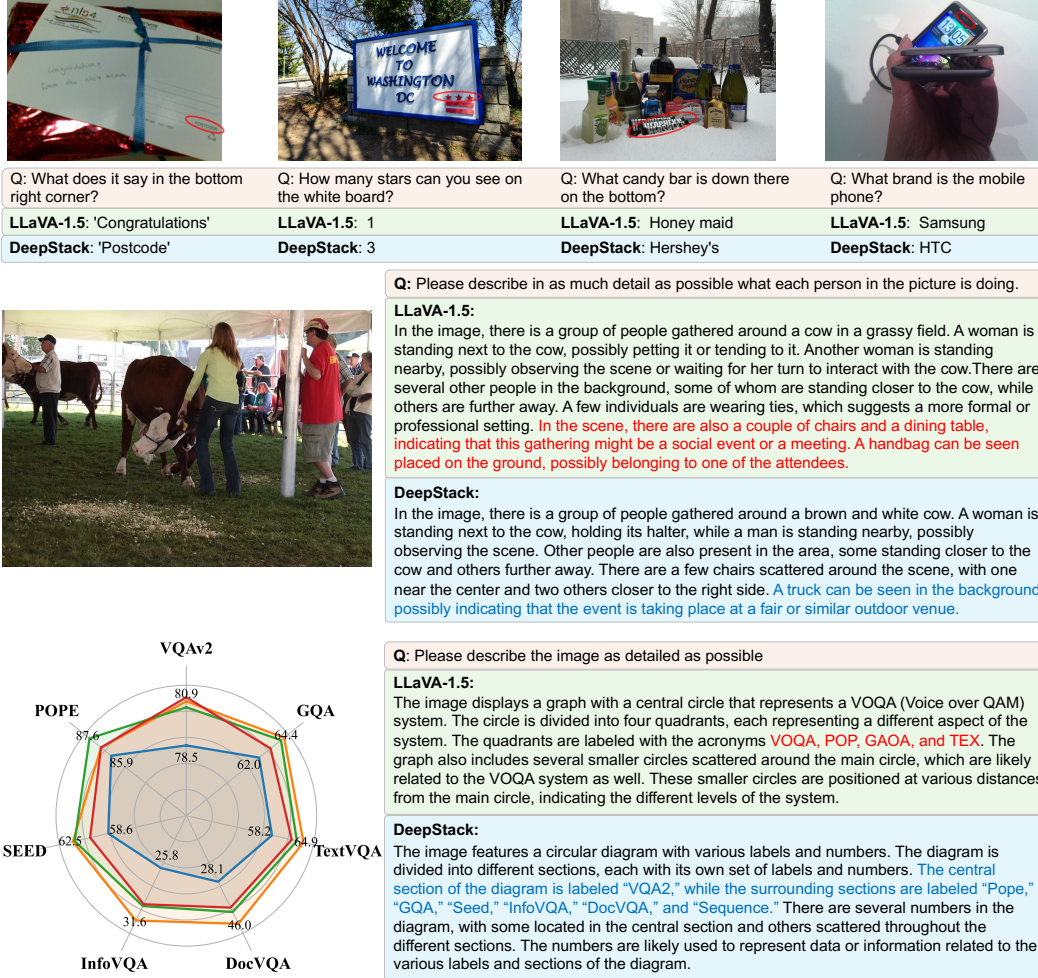 nls4
Congratulations
from the nls4 team.
WELCOME
TO
WASHINGTON
DC
HERSHEY'S
13:05
Q: What does it say in the bottom
right corner?
LLaVA-1.5: 'Congratulations'
DeepStack: 'Postcode'
Q: How many stars can you see on
the white board?
LLaVA-1.5: 1
DeepStack: 3
Q: What candy bar is down there
on the bottom?
LLaVA-1.5: Honey maid
DeepStack: Hershey's
Q: What brand is the mobile
phone?
LLaVA-1.5: Samsung
DeepStack: HTC
Q: Please describe in as much detail as possible what each person in the picture is doing.
LLaVA-1.5:
In the image, there is a group of people gathered around a cow in a grassy field. A woman is
standing next to the cow, possibly petting it or tending to it. Another woman is standing
nearby, possibly observing the scene or waiting for her turn to interact with the cow.There are
several other people in the background, some of whom are standing closer to the cow, while
others are further away. A few individuals are wearing ties, which suggests a more formal or
professional setting. In the scene, there are also a couple of chairs and a dining table,
indicating that this gathering might be a social event or a meeting. A handbag can be seen
placed on the ground, possibly belonging to one of the attendees.
DeepStack:
In the image, there is a group of people gathered around a brown and white cow. A woman is
standing next to the cow, holding its halter, while a man is standing nearby, possibly
observing the scene. Other people are also present in the area, some standing closer to the
cow and others further away. There are a few chairs scattered around the scene, with one
near the center and two others closer to the right side. A truck can be seen in the background
possibly indicating that the event is taking place at a fair or similar outdoor venue.
VQAv2
80.9
78.5
GQA
64.4
62.0
TextVQA
64.9
58.2
DocVQA
46.0
28.1
InfoVQA
31.6
25.8
SEED
62.5
58.6
POPE
87.6
85.9
Q: Please describe the image as detailed as possible
LLaVA-1.5:
The image displays a graph with a central circle that represents a VOQA (Voice over QAM)
system. The circle is divided into four quadrants, each representing a different aspect of the
system. The quadrants are labeled with the acronyms VOQA, POP, GAOA, and TEX. The
graph also includes several smaller circles scattered around the main circle, which are likely
related to the VOQA system as well. These smaller circles are positioned at various distances
from the main circle, indicating the different levels of the system.
DeepStack:
The image features a circular diagram with various labels and numbers. The diagram is
divided into different sections, each with its own set of labels and numbers. The central
section of the diagram is labeled “VQA2,” while the surrounding sections are labeled “Pope,”
“GQA,” “Seed,” “InfoVQA,” “DocVQA,” and “Sequence.” There are several numbers in the
diagram, with some located in the central section and others scattered throughout the
different sections. The numbers are likely used to represent data or information related to the
various labels and sections of the diagram.